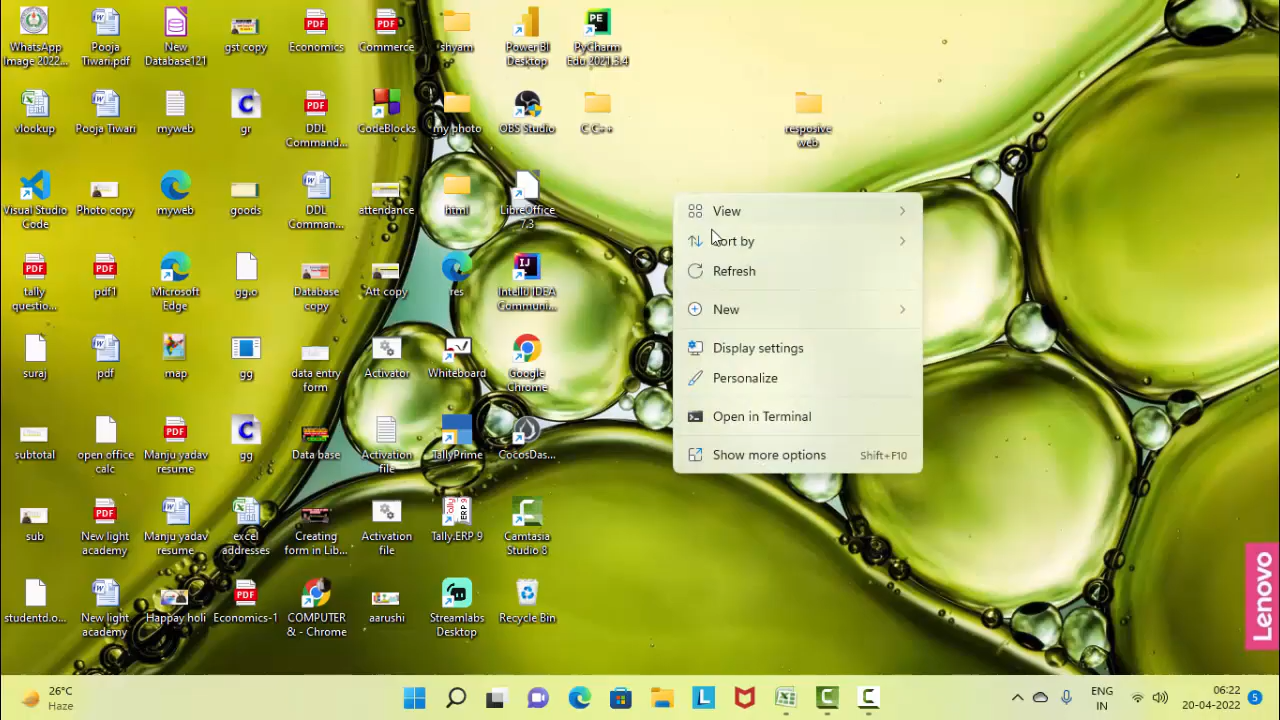 WhatsApp
Image 2022...
Pooja
Tiwari.pdf
New
Database121
gst copy
Economics
Commerce
shyam
PowerBI
Desktop
PyCharm
Edu 2021.3.4
vlookup
Pooja Tiwari
myweb
gr
DDL
Command...
CodeBlocks
my photo
OBS Studio
C C++
resposive
web
Visual Studio
Code
Photo copy
myweb
goods
DDL
Comman...
attendance
html
LibreOffice
7.3
tally
questio...
pdf1
Microsoft
Edge
gg.o
Database
copy
Att copy
res
IntelliJ IDEA
Communi...
suraj
pdf
map
gg
data entry
form
Activator
Whiteboard
Google
Chrome
subtotal
open office
calc
Manju yadav
resume
gg
Data base
Activation
file
TallyPrime
CocosDas...
sub
New light
academy
Manju yadav
resume
excel
addresses
Creating
form in Lib...
Activation
file
Tally.ERP 9
Camtasia
Studio 8
studentd.o...
New light
academy
Happay holi
Economics-1
COMPUTER
& - Chrome
aarushi
Streamlabs
Desktop
Recycle Bin
View
Sort by
Refresh
New
Display settings
Personalize
Open in Terminal
Show more options Shift+F10
Lenovo
26°C
Haze
ENG
IN
06:22
20-04-2022
5